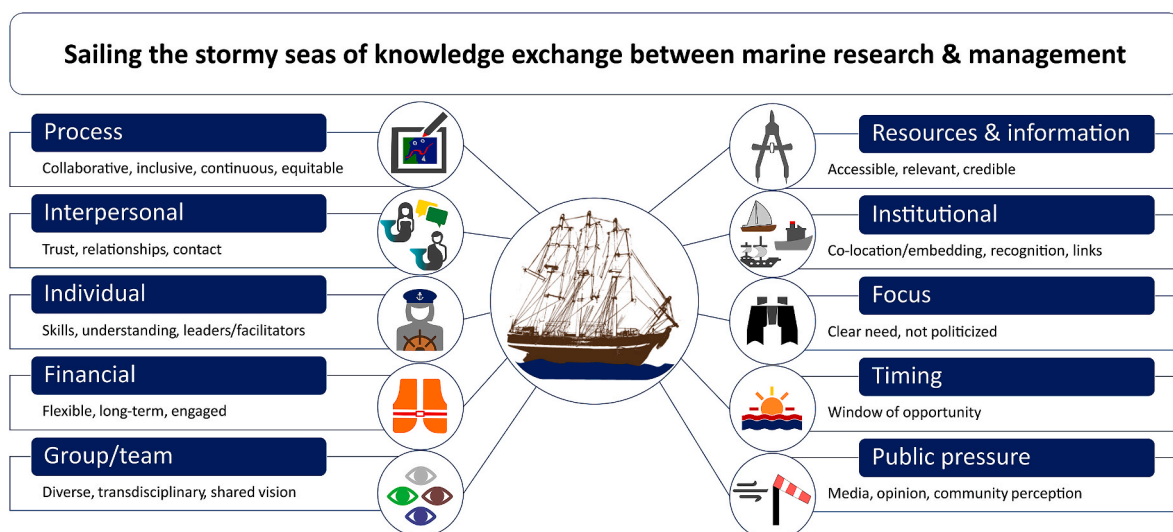 Sailing the stormy seas of knowledge exchange between marine research & management
Process
Collaborative, inclusive, continuous, equitable
Interpersonal
Trust, relationships, contact
Individual
Skills, understanding, leaders/facilitators
Financial
Flexible, long-term, engaged
Group/team
Diverse, transdisciplinary, shared vision
Resources & information
Accessible, relevant, credible
Institutional
Co-location/embedding, recognition, links
Focus
Clear need, not politicized
Timing
Window of opportunity
Public pressure
Media, opinion, community perception